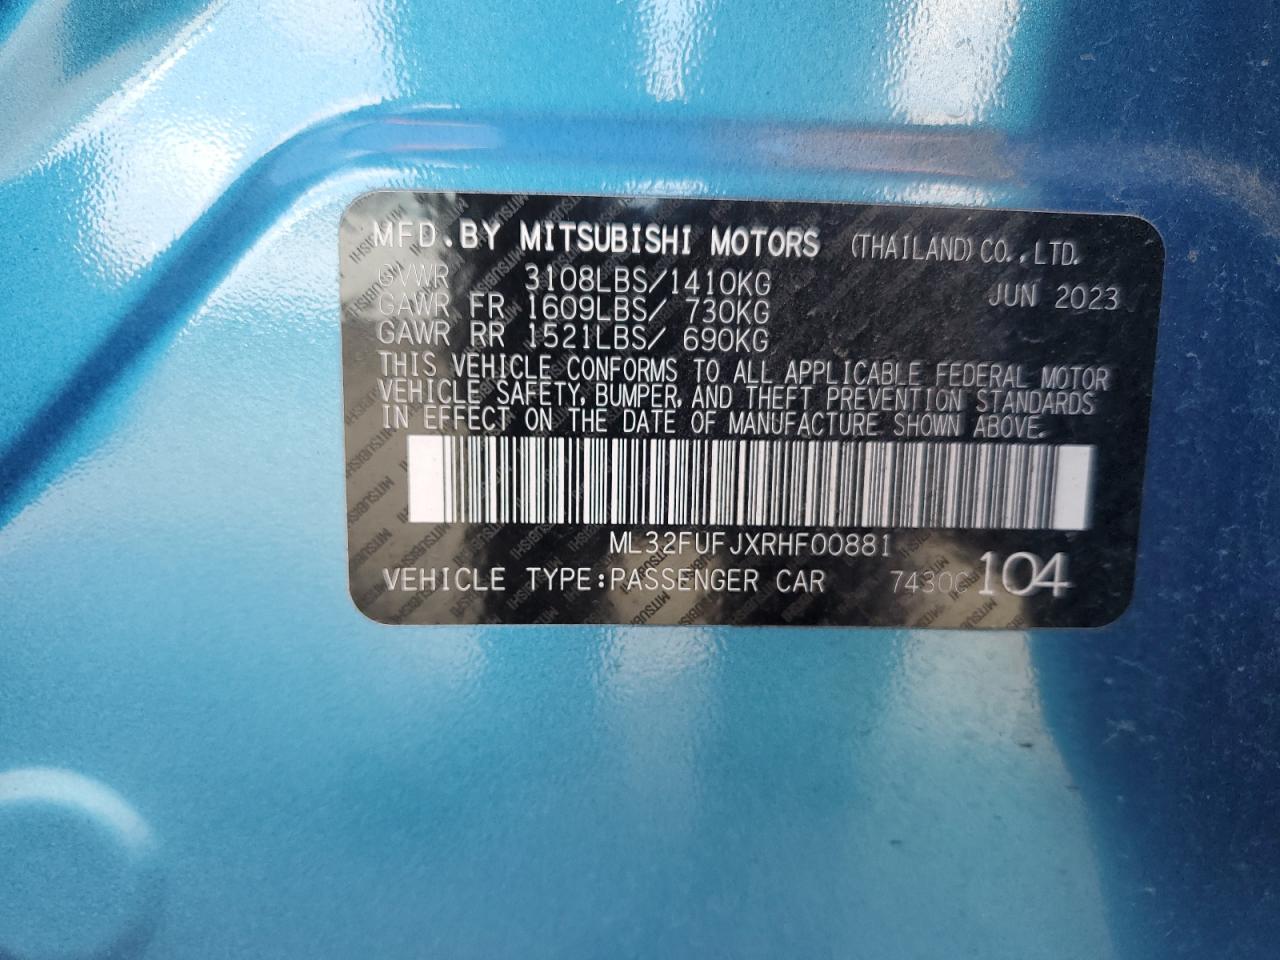 MFD.BY MITSUBISHI MOTORS (THAILAND) CO.,LTD.
GVWR 3108LBS/1410KG JUN 2023
GAWR FR 1609LBS/ 730KG
GAWR RR 1521LBS/ 690KG
THIS VEHICLE CONFORMS TO ALL APPLICABLE FEDERAL MOTOR
VEHICLE SAFETY, BUMPER, AND THEFT PREVENTION STANDARDS
IN EFFECT ON THE DATE OF MANUFACTURE SHOWN ABOVE.
ML32FUFJXRHF00881
VEHICLE TYPE:PASSENGER CAR 104